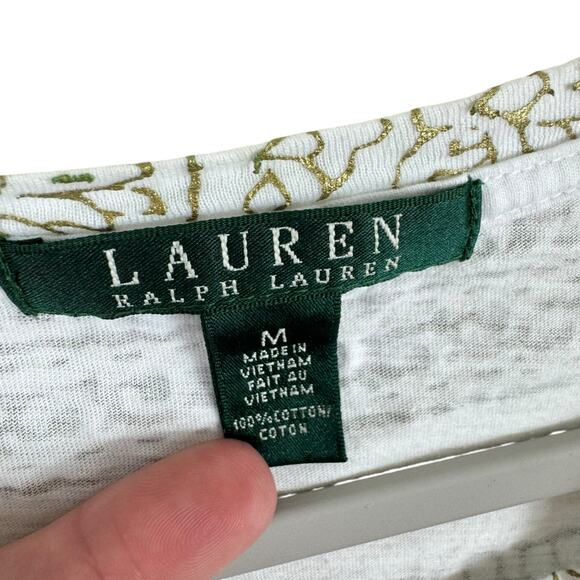 LAUREN
RALPH LAUREN
M
MADE IN
VIETNAM
FAIT AU
VIETNAM
100% COTTON/
COTON